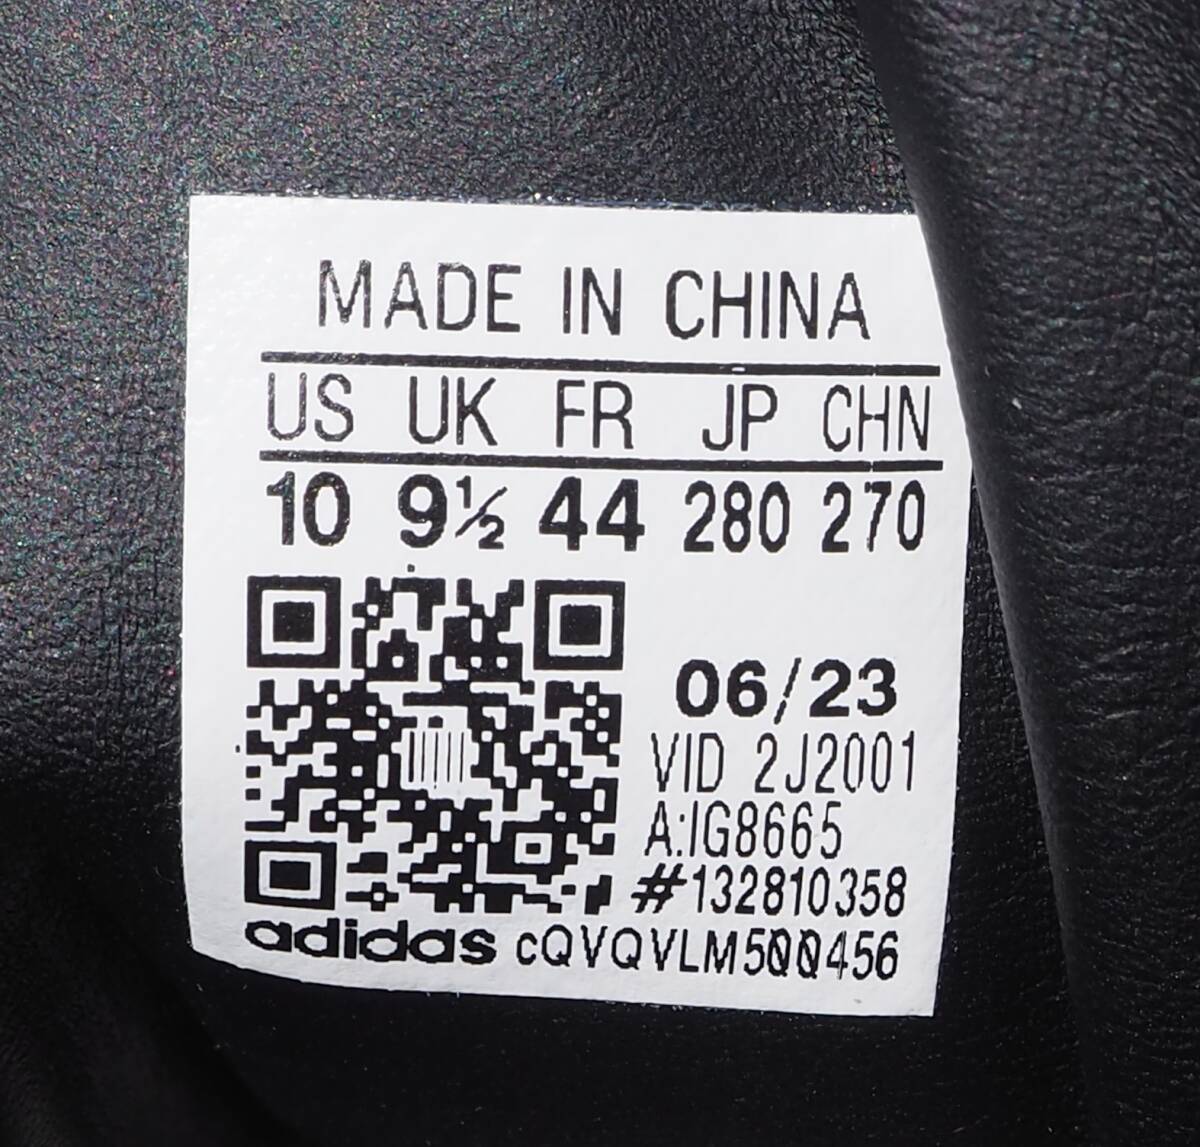 MADE IN CHINA
US UK FR JP CHN
10 9½ 44 280 270
06/23
VID 2J2001
A:IG8665
#132810358
adidas cQVQVLM500456